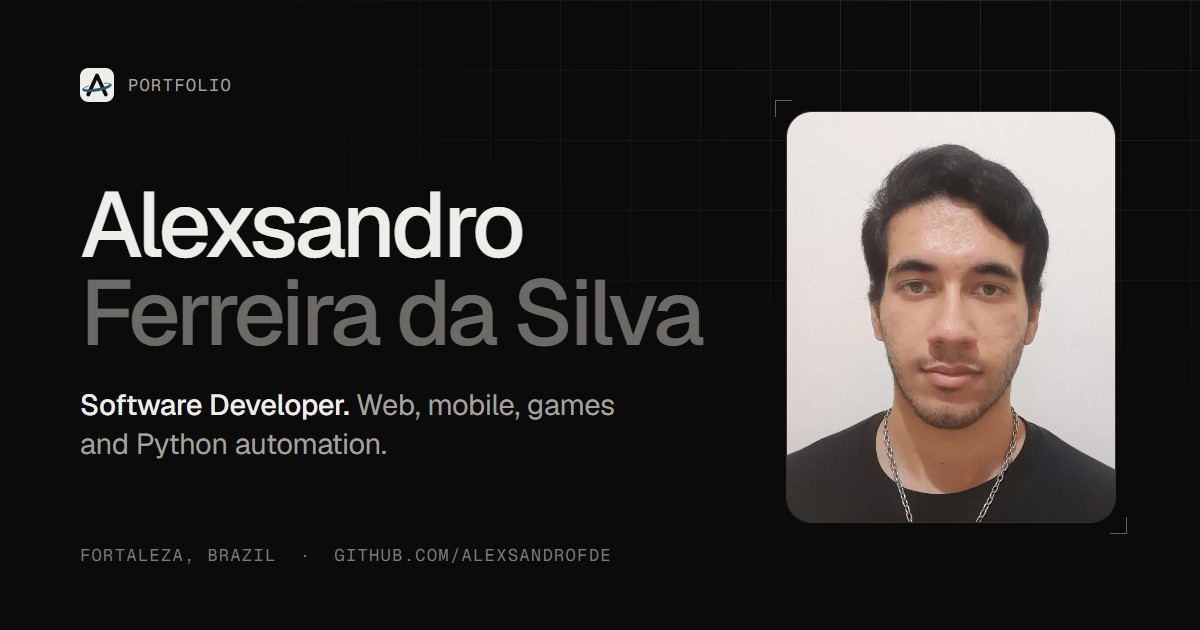 PORTFOLIO
Alexsandro
Ferreira da Silva
Software Developer. Web, mobile, games
and Python automation.
FORTALEZA, BRAZIL · GITHUB.COM/ALEXSANDROFDE